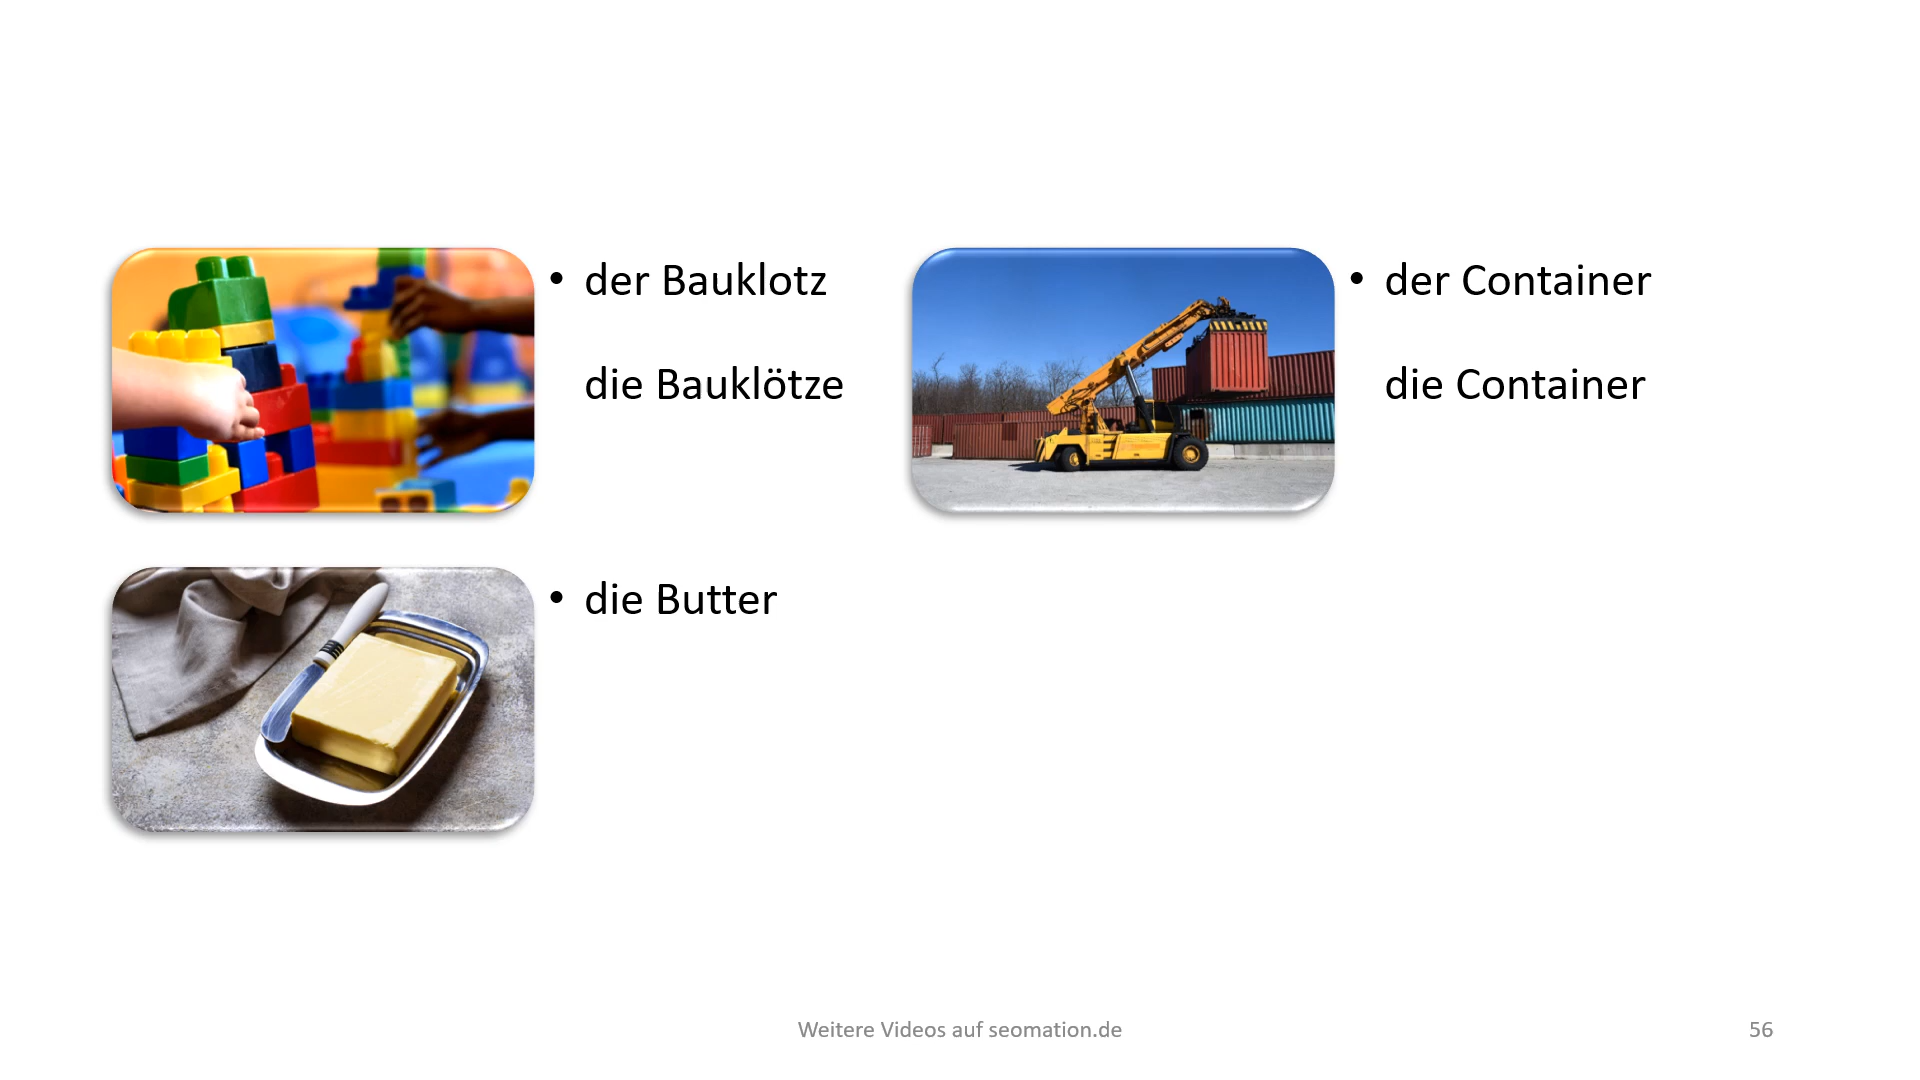 • der Bauklotz
die Bauklötze
• der Container
die Container
• die Butter
Weitere Videos auf seomation.de
56